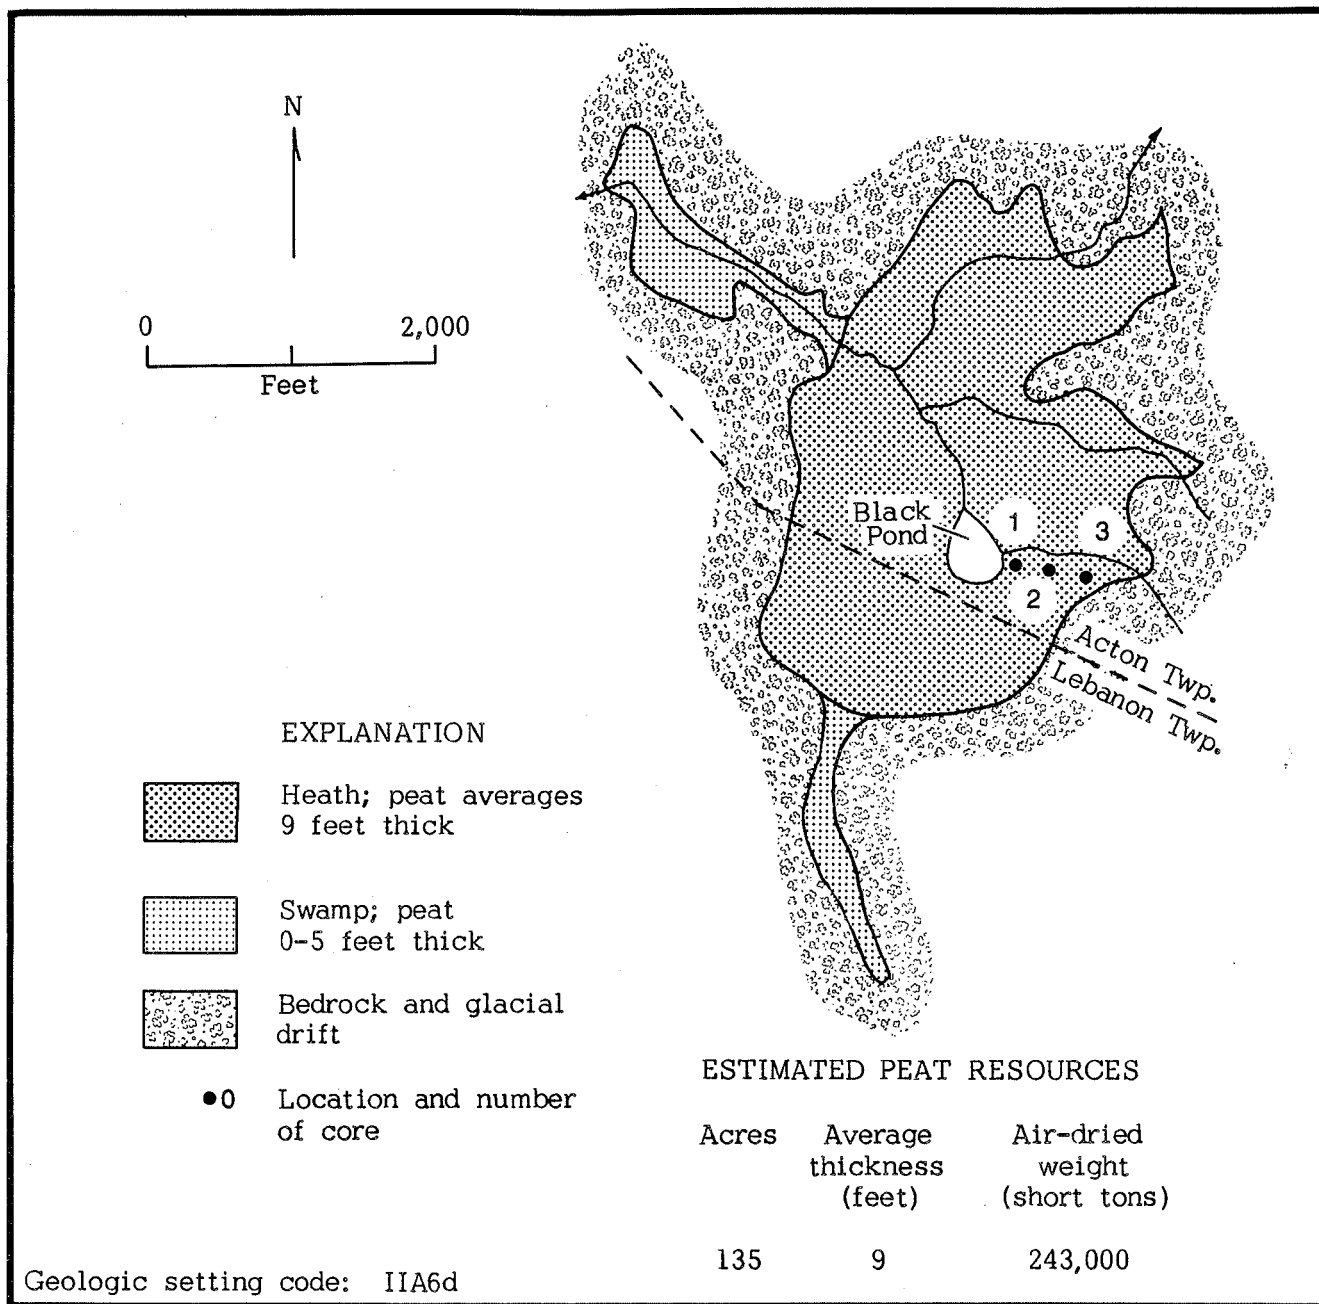 N
0 2,000
Feet
Black
Pond
1
3
2
Acton Twp.
Lebanon Twp.
EXPLANATION
Heath; peat averages
9 feet thick
Swamp; peat
0-5 feet thick
Bedrock and glacial
drift
●0 Location and number
of core
ESTIMATED PEAT RESOURCES
Acres Average Air-dried
thickness weight
(feet) (short tons)
135 9 243,000
Geologic setting code: IIA6d